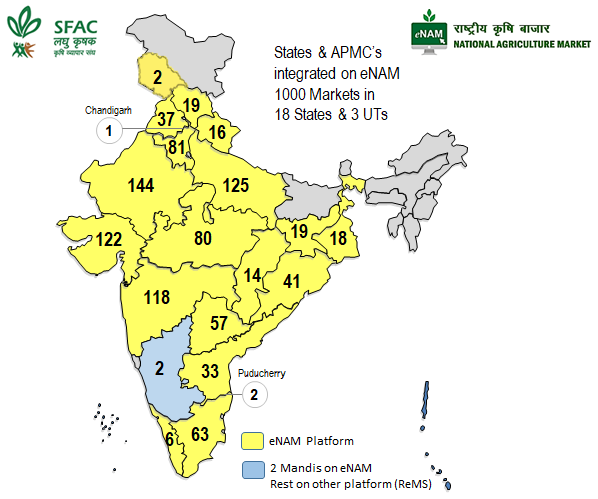 SFAC
लघु कृषक
कृषि व्यापार संघ
eNAM
राष्ट्रीय कृषि बाजार
NATIONAL AGRICULTURE MARKET
States & APMC's
integrated on eNAM
1000 Markets in
18 States & 3 UTs
2
19
Chandigarh
37
1
16
81
144
125
122
80
19
18
14
41
118
57
2
33
Puducherry
2
6
63
eNAM Platform
2 Mandis on eNAM
Rest on other platform (ReMS)